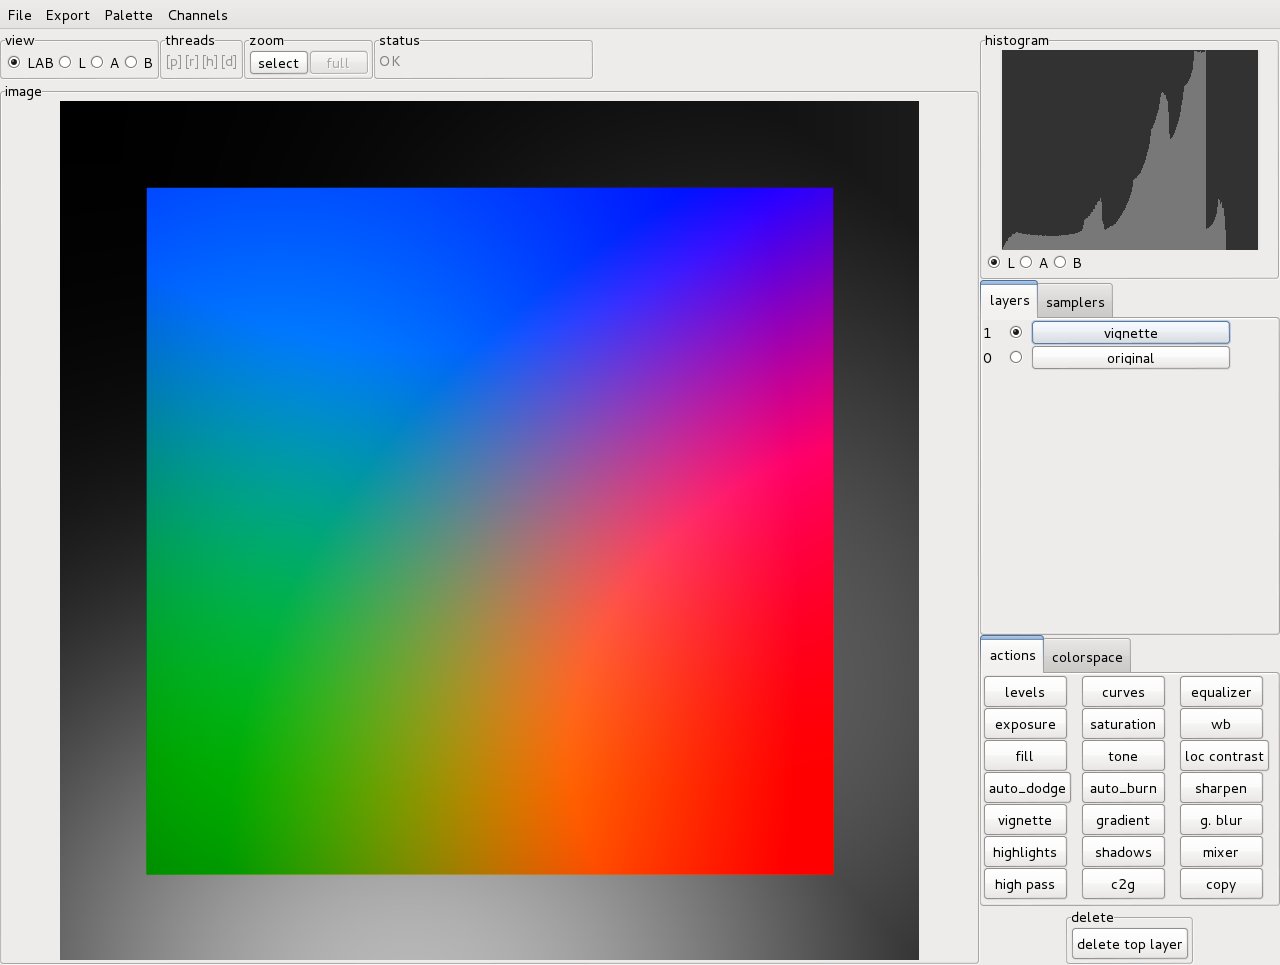 File Export Palette Channels
view threads zoom status histogram
LAB L A B [p] [r] [h] [d] select full OK
image
L A B
layers samplers
1 vignette
0 original
actions colorspace
levels curves equalizer
exposure saturation wb
fill tone loc contrast
auto_dodge auto_burn sharpen
vignette gradient g. blur
highlights shadows mixer
high pass c2g copy
delete
delete top layer